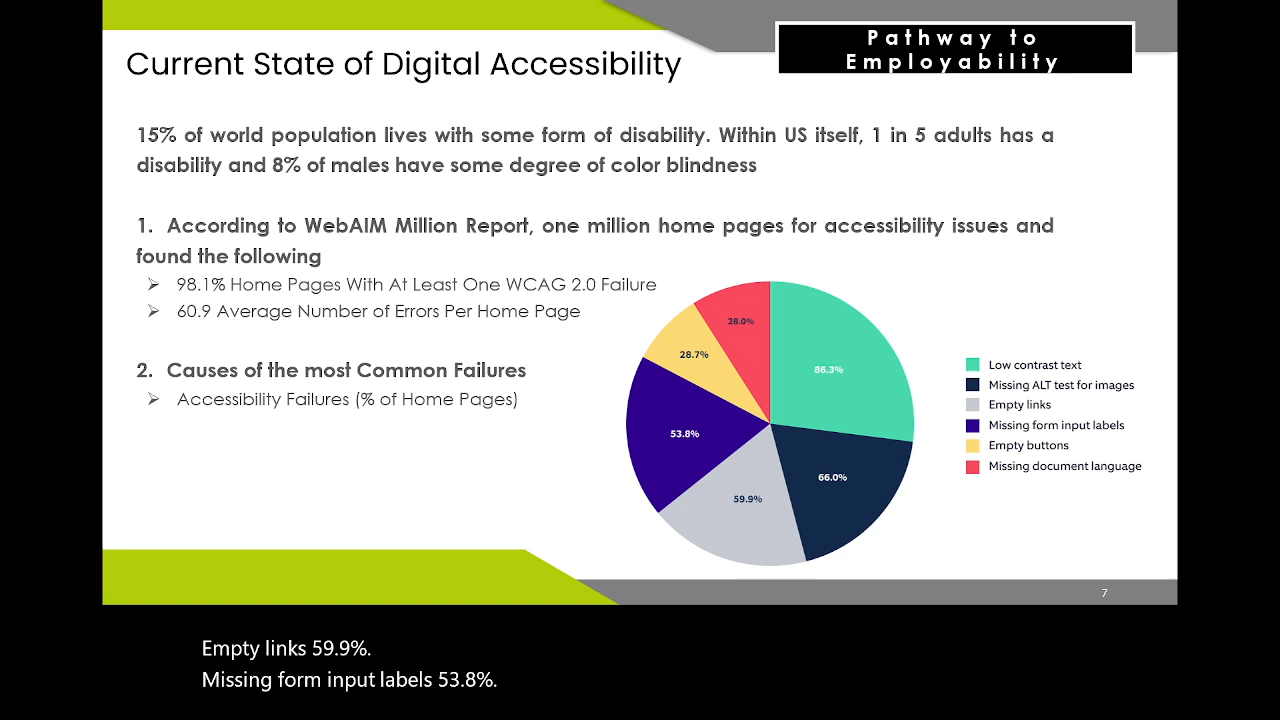 Pathway to
Employability
Current State of Digital Accessibility
15% of world population lives with some form of disability. Within US itself, 1 in 5 adults has a
disability and 8% of males have some degree of color blindness
1. According to WebAIM Million Report, one million home pages for accessibility issues and
found the following
98.1% Home Pages With At Least One WCAG 2.0 Failure
60.9 Average Number of Errors Per Home Page
2. Causes of the most Common Failures
Accessibility Failures (% of Home Pages)
28.0%
28.7%
86.3%
53.8%
66.0%
59.9%
Low contrast text
Missing ALT test for images
Empty links
Missing form input labels
Empty buttons
Missing document language
7
Empty links 59.9%.
Missing form input labels 53.8%.